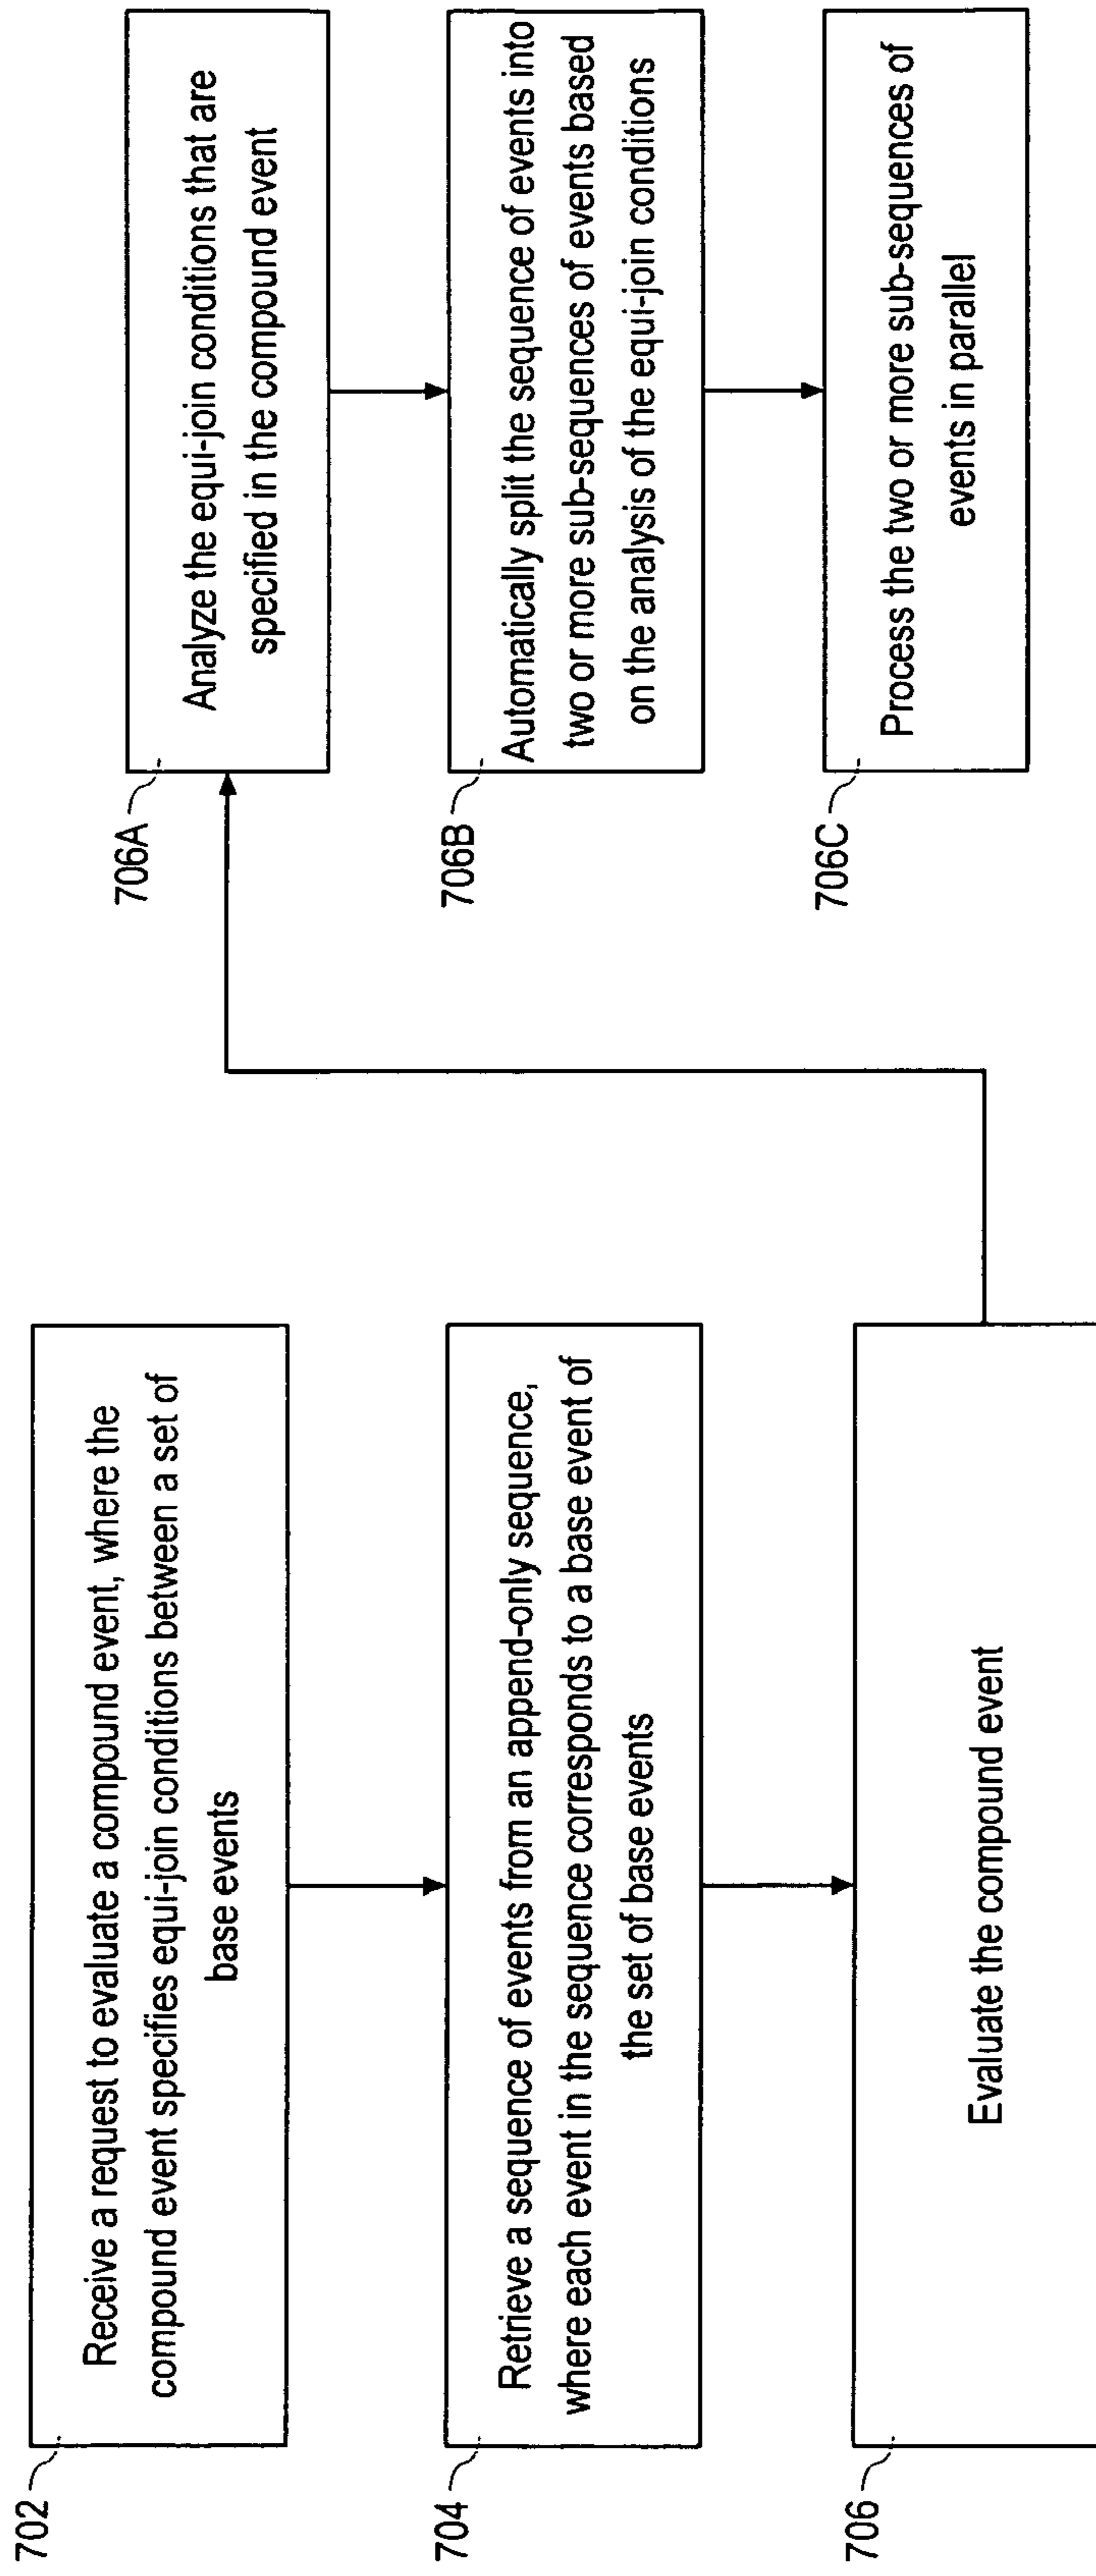 702
Receive a request to evaluate a compound event, where the
compound event specifies equi-join conditions between a set of
base events
704
Retrieve a sequence of events from an append-only sequence,
where each event in the sequence corresponds to a base event of
the set of base events
706
Evaluate the compound event
706A
Analyze the equi-join conditions that are
specified in the compound event
706B
Automatically split the sequence of events into
two or more sub-sequences of events based
on the analysis of the equi-join conditions
706C
Process the two or more sub-sequences of
events in parallel